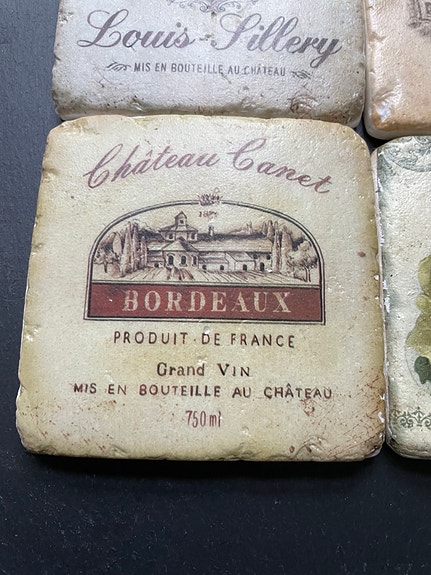 Louis-Sillery
MIS EN BOUTEILLE AU CHÂTEAU
Château Canet
BORDEAUX
PRODUIT·DE FRANCE
Grand VIN
MIS EN BOUTEILLE AU CHÂTEAU
750ml